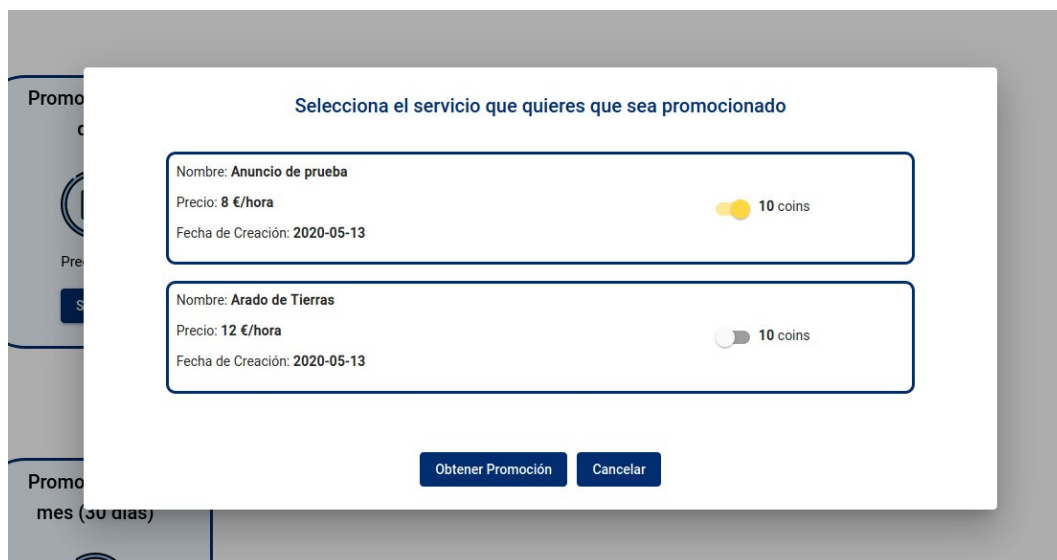 Selecciona el servicio que quieres que sea promocionado
Nombre: Anuncio de prueba
Precio: 8 €/hora
10 coins
Fecha de Creación: 2020-05-13
Nombre: Arado de Tierras
Precio: 12 €/hora
10 coins
Fecha de Creación: 2020-05-13
Obtener Promoción
Cancelar
Promo
Pre
S
Promo
mes (30 días)